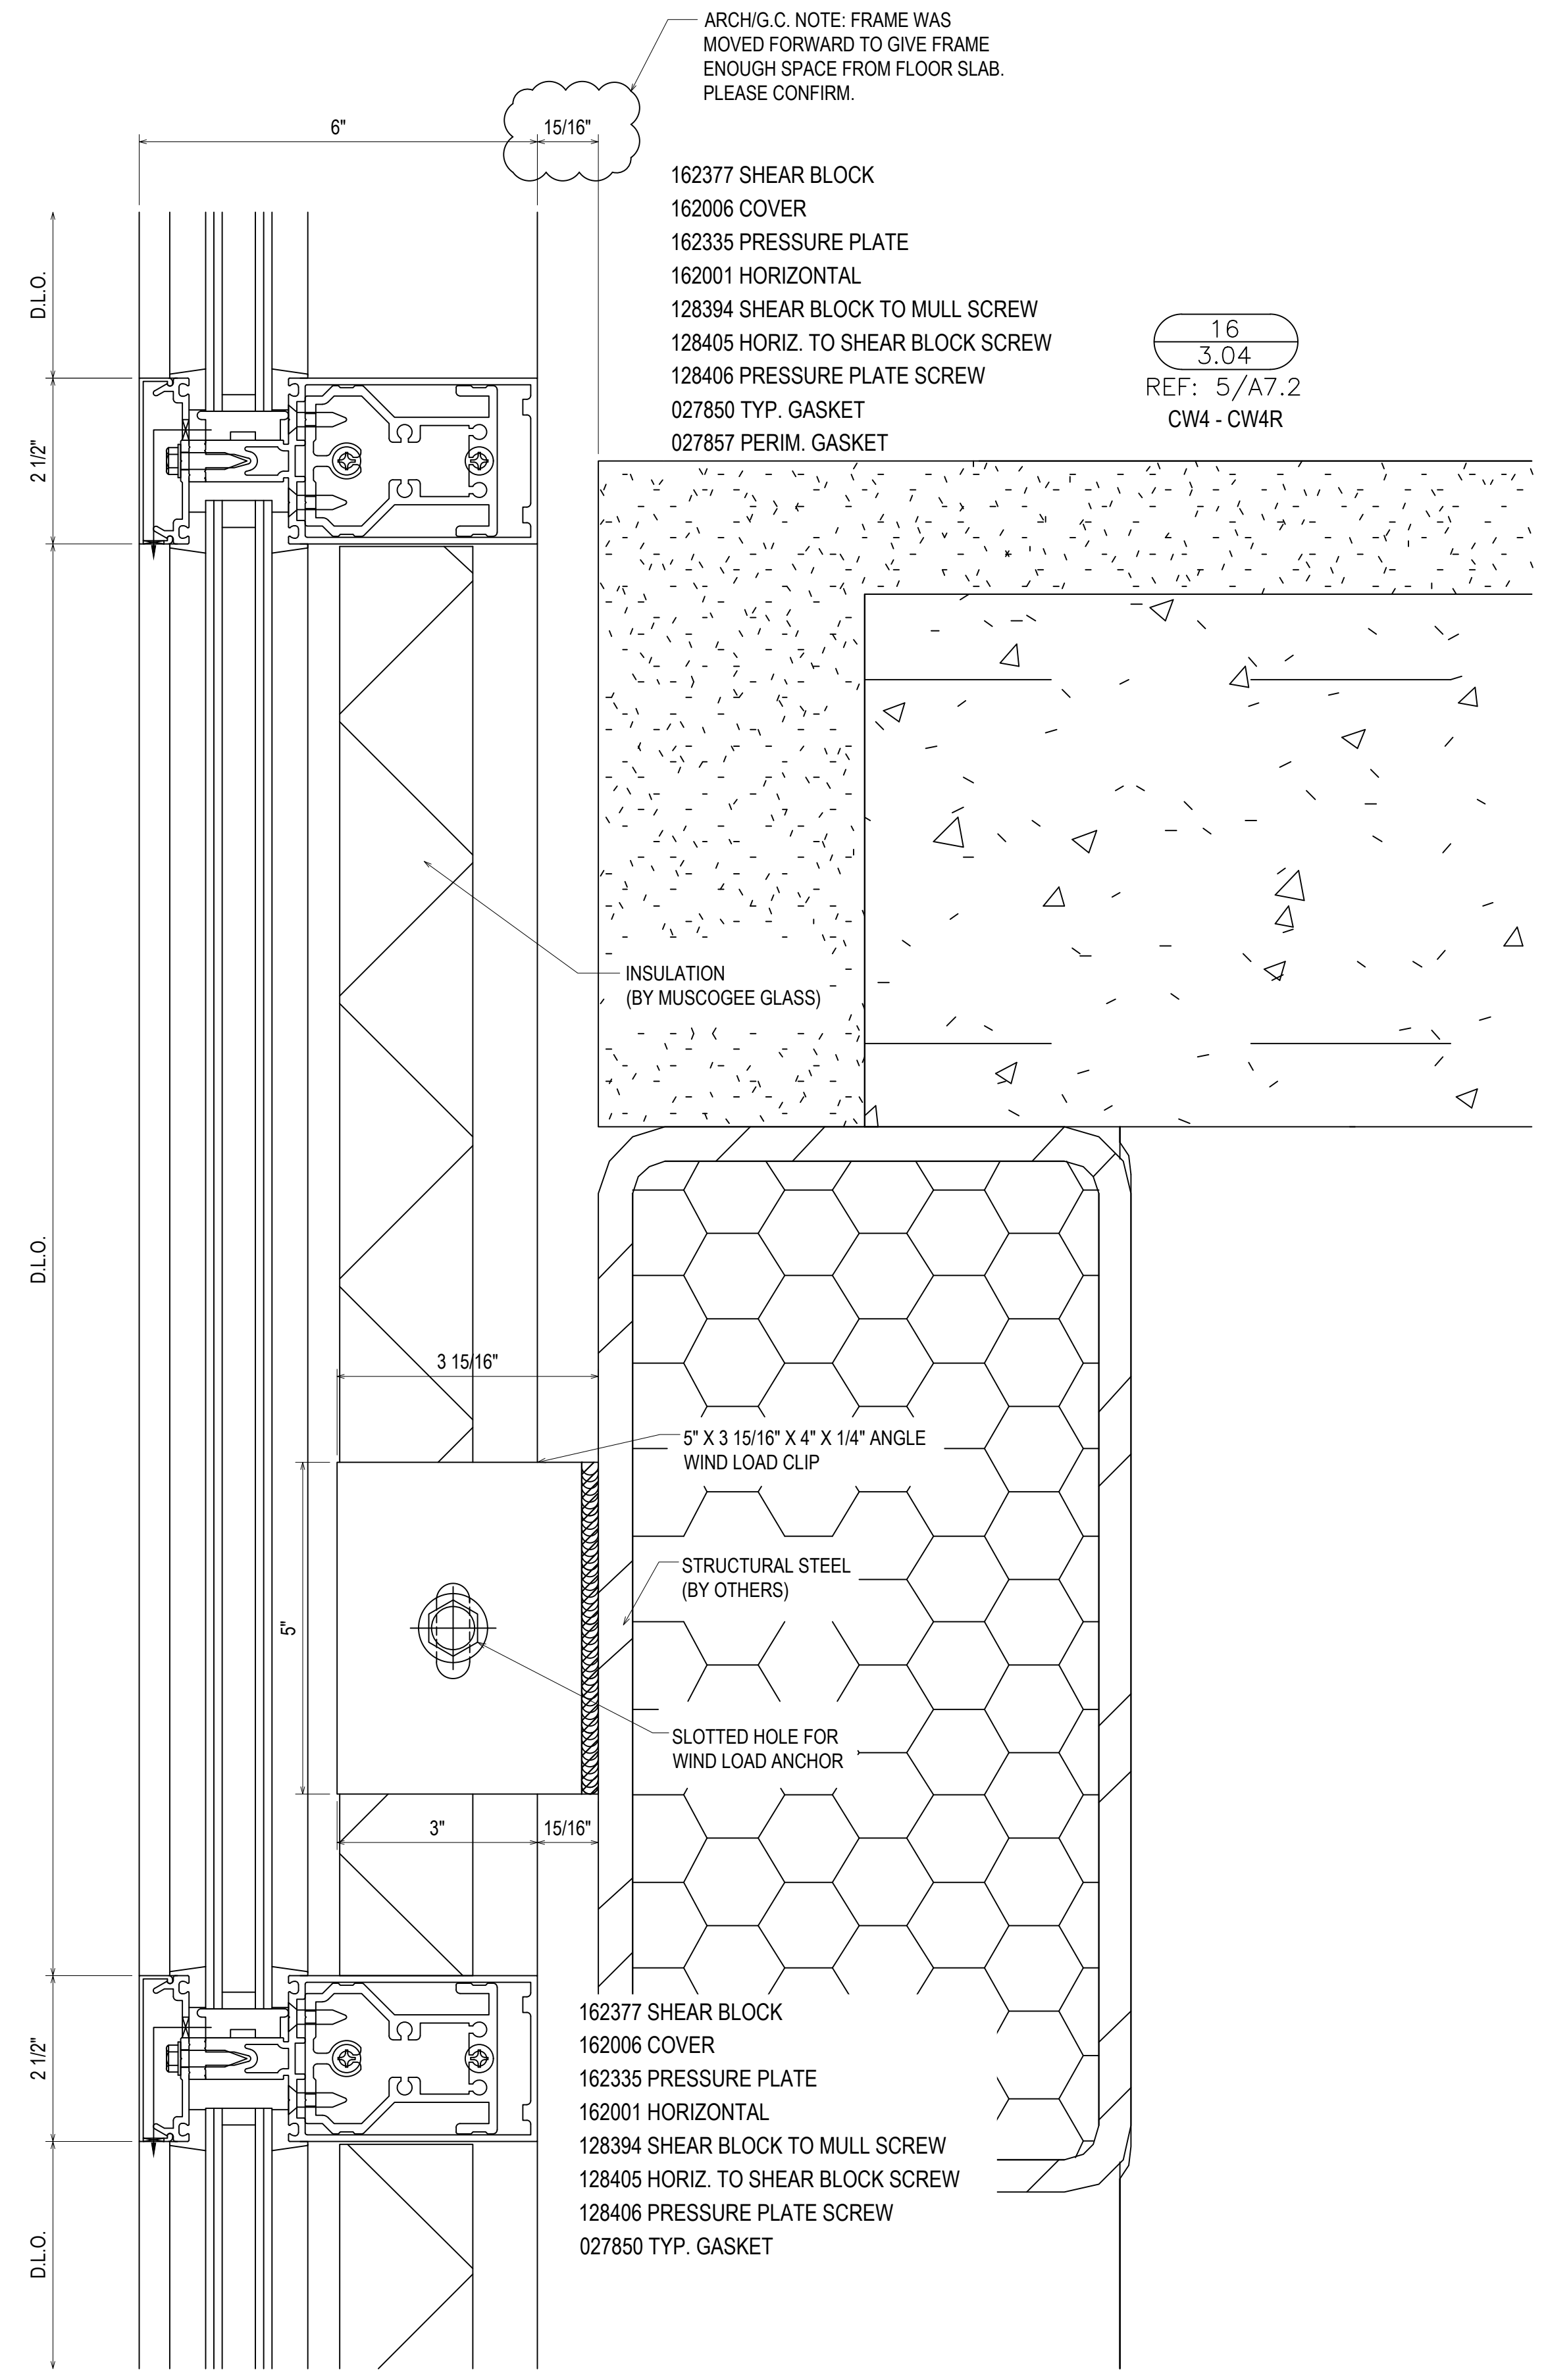 ARCH/G.C. NOTE: FRAME WAS
MOVED FORWARD TO GIVE FRAME
ENOUGH SPACE FROM FLOOR SLAB.
PLEASE CONFIRM.
6"
15/16"
162377 SHEAR BLOCK
162006 COVER
162335 PRESSURE PLATE
162001 HORIZONTAL
128394 SHEAR BLOCK TO MULL SCREW
128405 HORIZ. TO SHEAR BLOCK SCREW
128406 PRESSURE PLATE SCREW
027850 TYP. GASKET
027857 PERIM. GASKET
16
3.04
REF: 5/A7.2
CW4 - CW4R
D.L.O.
2 1/2"
INSULATION
(BY MUSCOGEE GLASS)
D.L.O.
3 15/16"
5" X 3 15/16" X 4" X 1/4" ANGLE
WIND LOAD CLIP
STRUCTURAL STEEL
(BY OTHERS)
5"
SLOTTED HOLE FOR
WIND LOAD ANCHOR
3"
15/16"
162377 SHEAR BLOCK
162006 COVER
162335 PRESSURE PLATE
162001 HORIZONTAL
128394 SHEAR BLOCK TO MULL SCREW
128405 HORIZ. TO SHEAR BLOCK SCREW
128406 PRESSURE PLATE SCREW
027850 TYP. GASKET
2 1/2"
D.L.O.